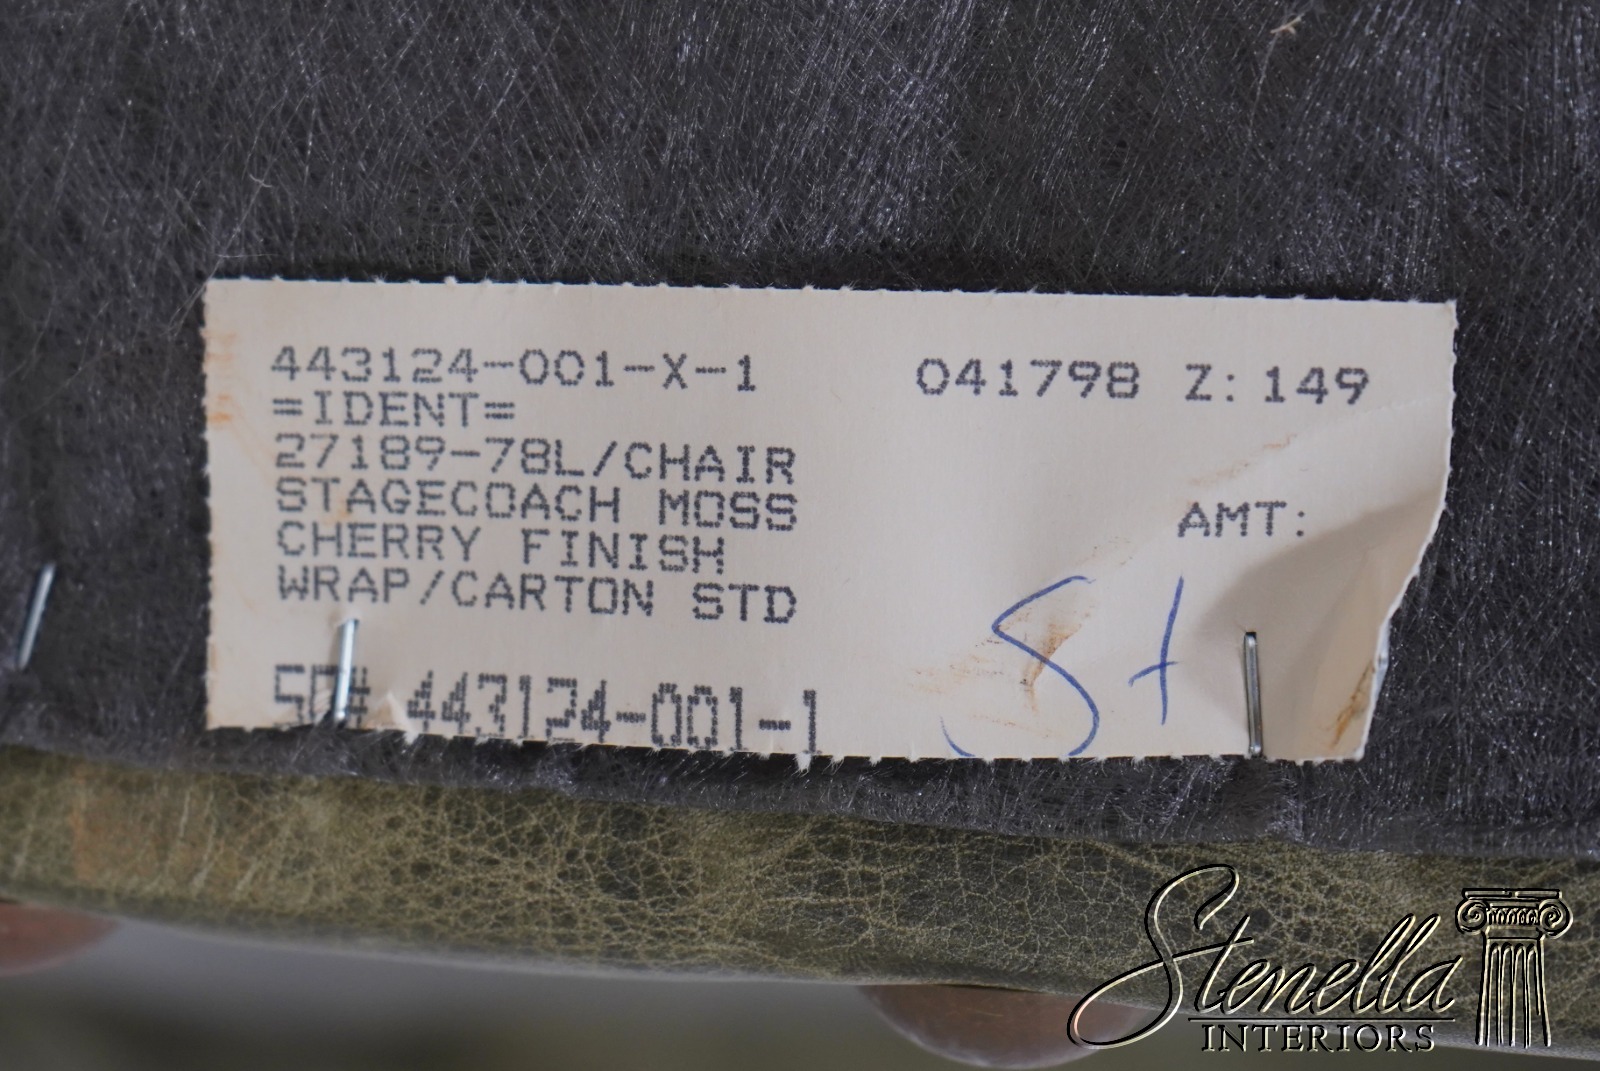 443124-001-X-1 041798 Z: 149
=IDENT=
27189-78L/CHAIR
STAGECOACH MOSS
CHERRY FINISH
AMT:
WRAP/CARTON STD
443124-001-1
Stenella
INTERIORS